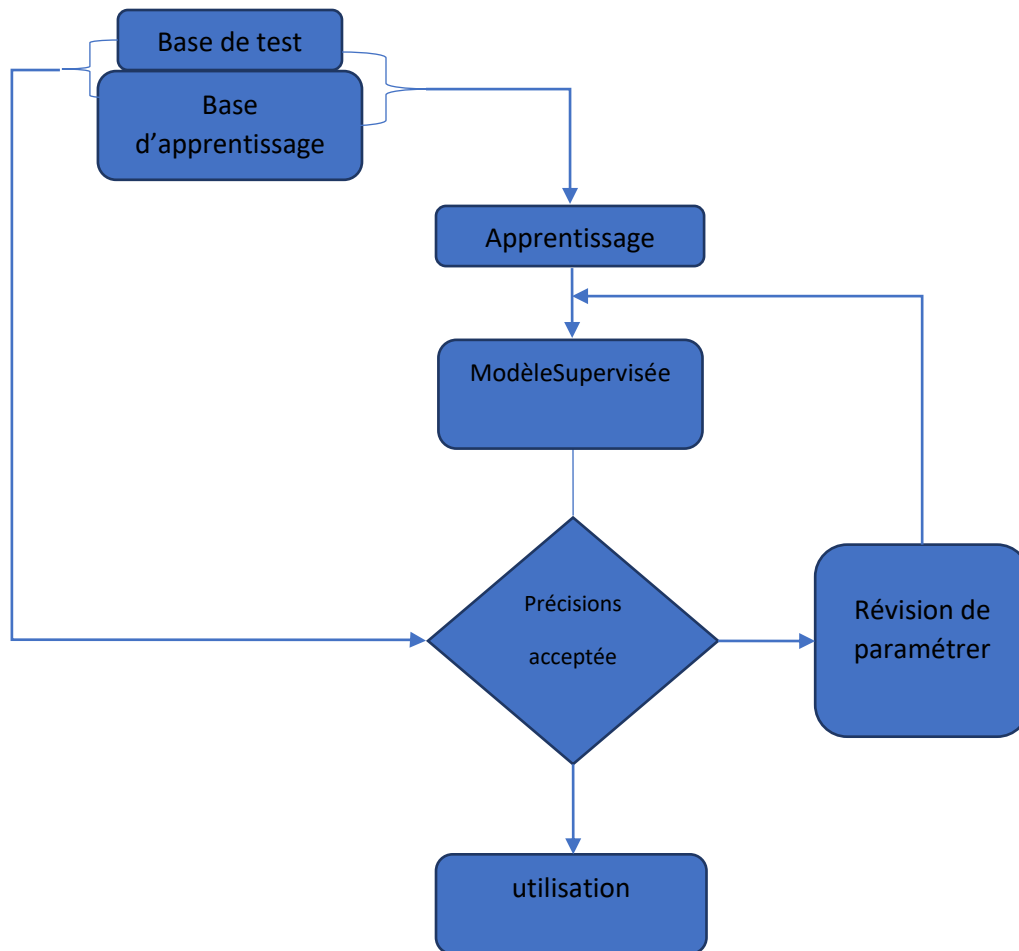 Base de test
Base
d’apprentissage
Apprentissage
ModèleSupervisée
Précisions
acceptée
Révision de
paramétrer
utilisation